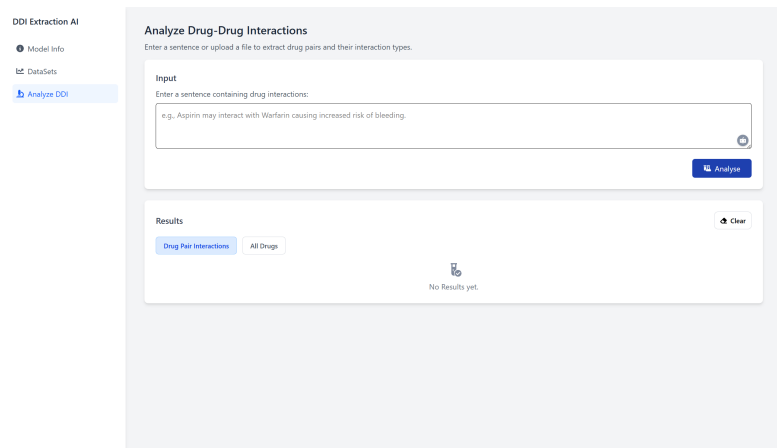 DDI Extraction AI
Model Info
DataSets
Analyze DDI
Analyze Drug-Drug Interactions
Enter a sentence or upload a file to extract drug pairs and their interaction types.
Input
Enter a sentence containing drug interactions:
e.g., Aspirin may interact with Warfarin causing increased risk of bleeding.
Analyse
Results
Clear
Drug Pair Interactions
All Drugs
No Results yet.